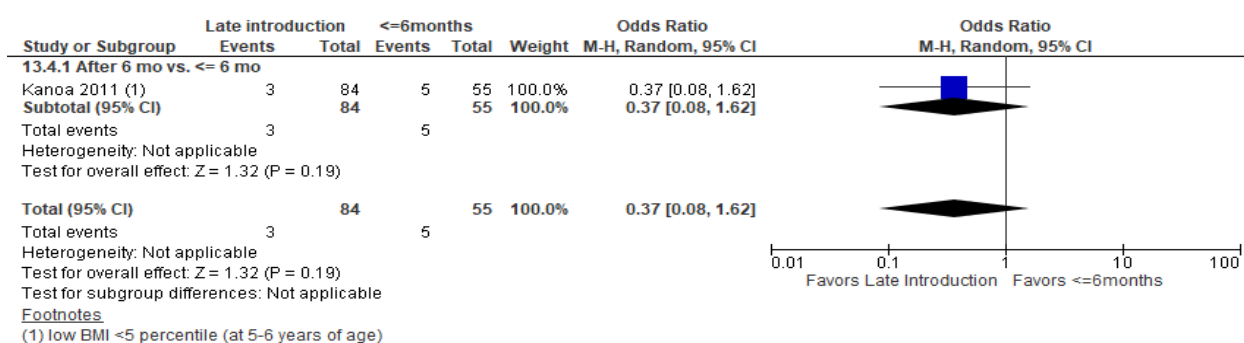 Late introduction <=6months Odds Ratio Odds Ratio
Study or Subgroup Events Total Events Total Weight M-H, Random, 95% CI M-H, Random, 95% CI
13.4.1 After 6 mo vs. <= 6 mo
Kanoa 2011 (1) 3 84 5 55 100.0% 0.37 [0.08, 1.62]
Subtotal (95% CI) 84 55 100.0% 0.37 [0.08, 1.62]
Total events 3 5
Heterogeneity: Not applicable
Test for overall effect: Z = 1.32 (P = 0.19)
Total (95% CI) 84 55 100.0% 0.37 [0.08, 1.62]
Total events 3 5
Heterogeneity: Not applicable
Test for overall effect: Z = 1.32 (P = 0.19)
Test for subgroup differences: Not applicable
Footnotes
(1) low BMI <5 percentile (at 5-6 years of age)
0.01 0.1 1 10 100
Favors Late Introduction Favors <=6months